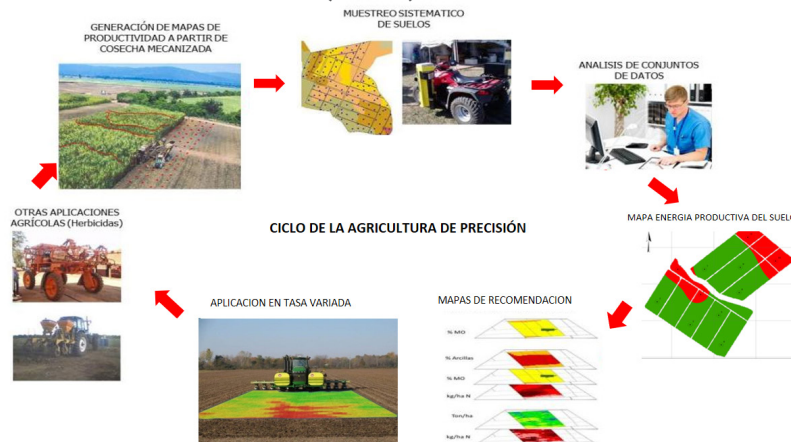 GENERACIÓN DE MAPAS DE
PRODUCTIVIDAD A PARTIR DE
COSECHA MECANIZADA
MUESTREO SISTEMATICO
DE SUELOS
ANALISIS DE CONJUNTOS
DE DATOS
MAPA ENERGIA PRODUCTIVA DEL SUELO
MAPAS DE RECOMENDACION
% MO
% Arcillas
% MO
kg/ha N
Ton/ha
kg/ha N
APLICACION EN TASA VARIADA
OTRAS APLICACIONES
AGRÍCOLAS (Herbicidas)
CICLO DE LA AGRICULTURA DE PRECISIÓN